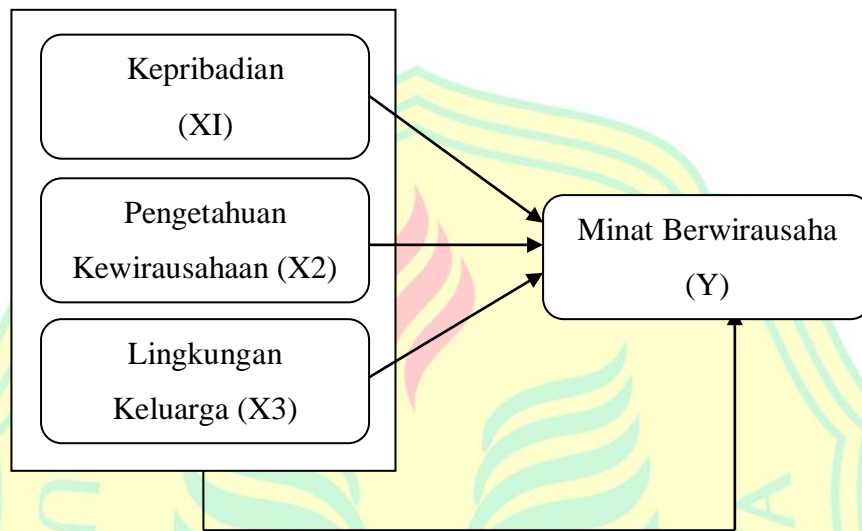 Kepribadian
(XI)
Pengetahuan
Kewirausahaan (X2)
Lingkungan
Keluarga (X3)
Minat Berwirausaha
(Y)
U
A